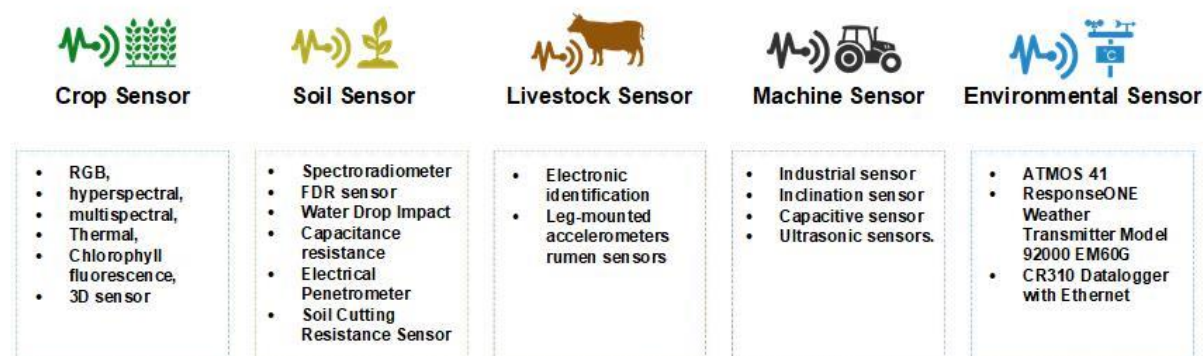 Crop Sensor
Soil Sensor
Livestock Sensor
Machine Sensor
°C
Environmental Sensor
• RGB,
• hyperspectral,
• multispectral,
• Thermal,
• Chlorophyll
fluorescence,
• 3D sensor
• Spectroradiometer
• FDR sensor
• Water Drop Impact
• Capacitance
resistance
• Electrical
Penetrometer
• Soil Cutting
Resistance Sensor
• Electronic
identification
• Leg-mounted
accelerometers
rumen sensors
• Industrial sensor
• Inclination sensor
• Capacitive sensor
• Ultrasonic sensors.
• ATMOS 41
• ResponseONE
Weather
Transmitter Model
92000 EM60G
• CR310 Datalogger
with Ethernet